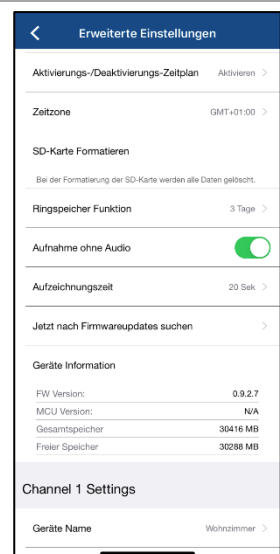 Erweiterte Einstellungen
Aktivierungs-/Deaktivierungs-Zeitplan Aktivieren
Zeitzone GMT+01:00
SD-Karte Formatieren
Bei der Formatierung der SD-Karte werden alle Daten gelöscht.
Ringspeicher Funktion 3 Tage
Aufnahme ohne Audio
Aufzeichnungszeit 20 Sek
Jetzt nach Firmwareupdates suchen
Geräte Information
FW Version: 0.9.2.7
MCU Version: N/A
Gesamtspeicher 30416 MB
Freier Speicher 30288 MB
Channel 1 Settings
Geräte Name Wohnzimmer